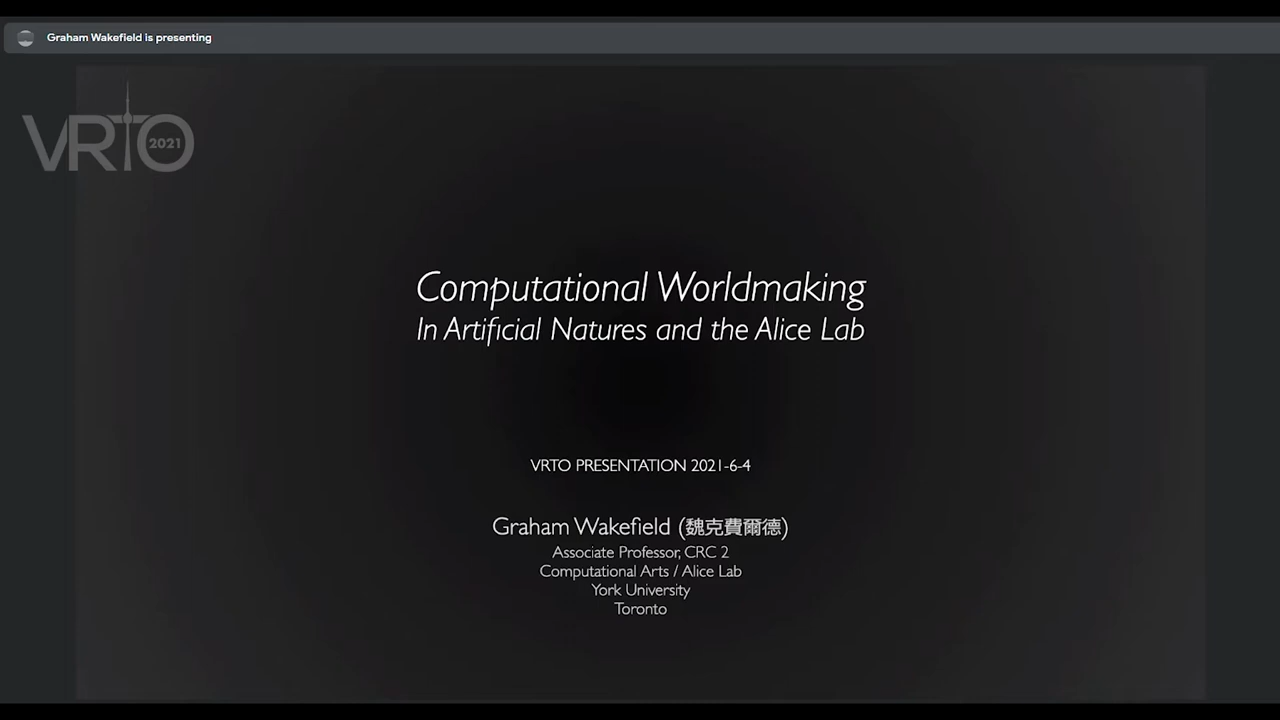 Graham Wakefield is presenting
VRTO
2021
Computational Worldmaking
In Artificial Natures and the Alice Lab
VRTO PRESENTATION 2021-6-4
Graham Wakefield (魏克費爾德)
Associate Professor, CRC 2
Computational Arts / Alice Lab
York University
Toronto